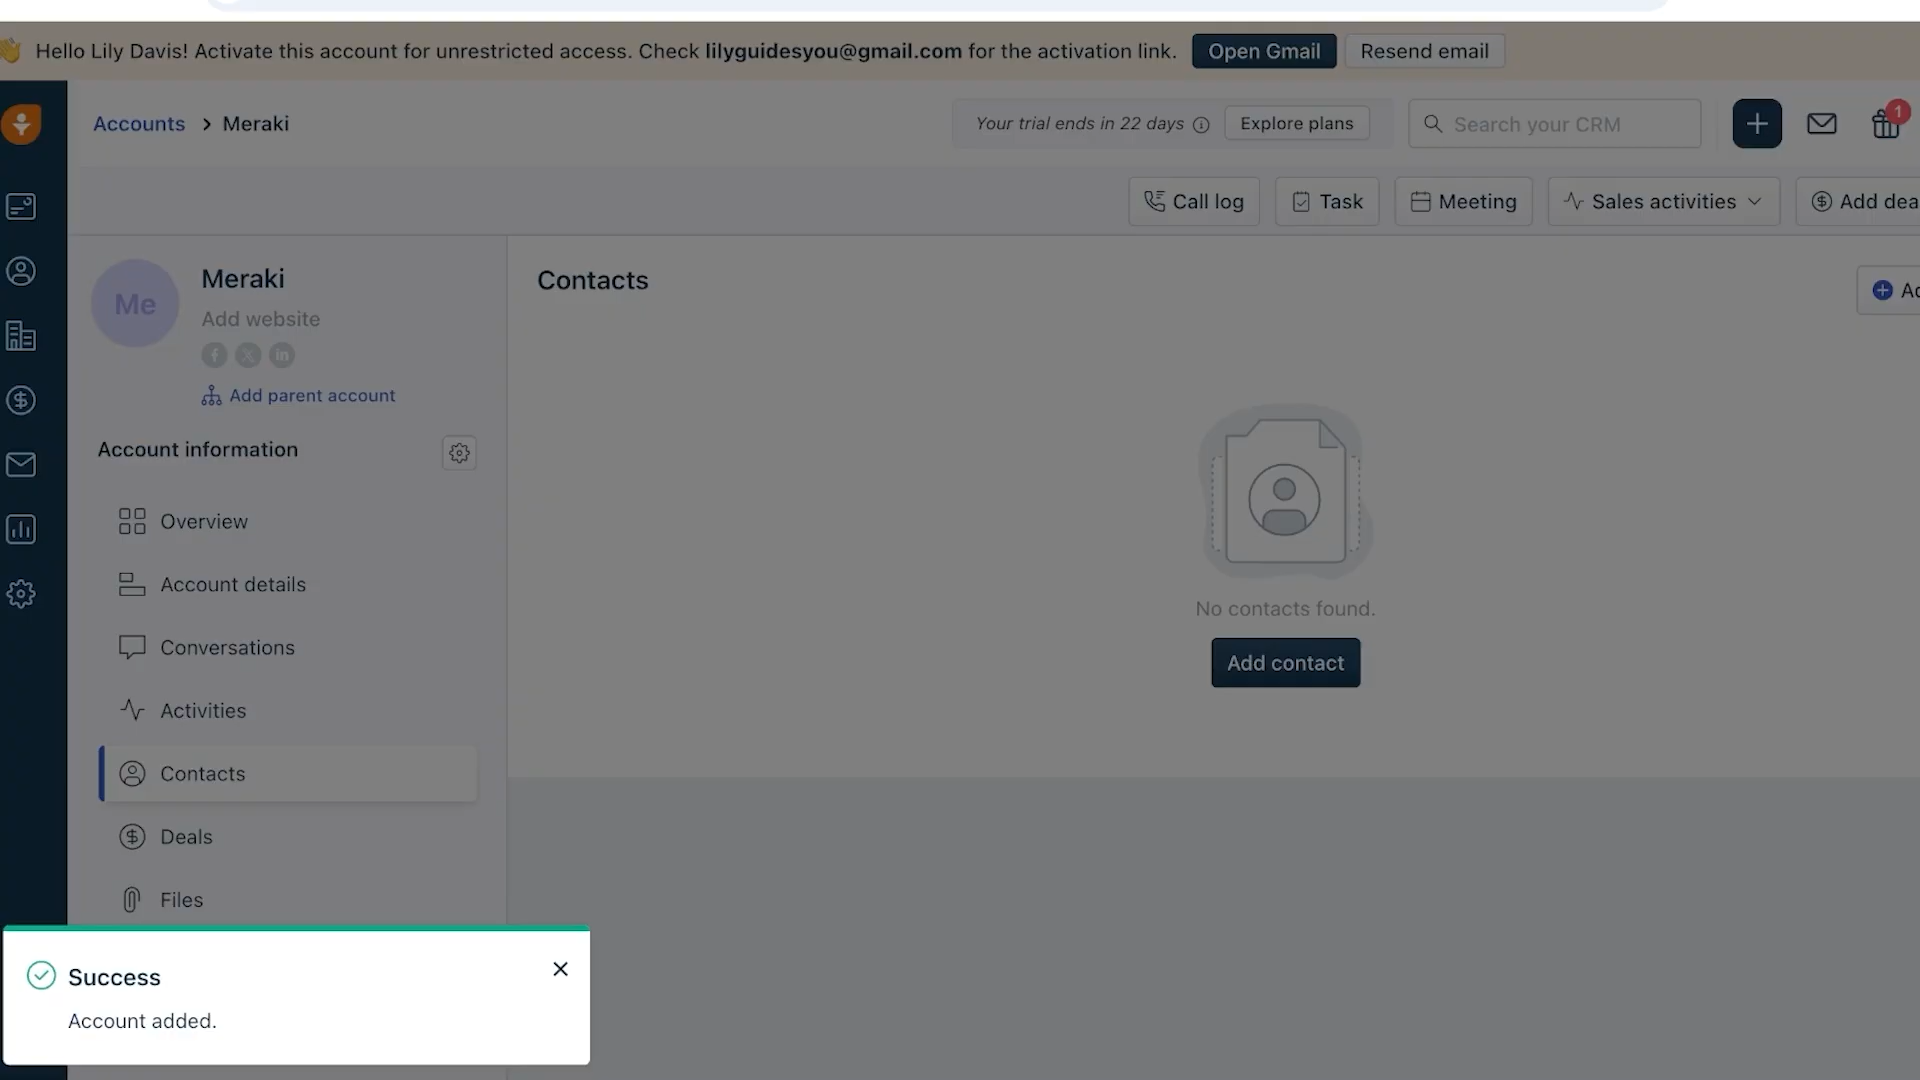 Hello Lily Davis! Activate this account for unrestricted access. Check lilyguidesyou@gmail.com for the activation link. Open Gmail Resend email
Accounts > Meraki
Your trial ends in 22 days Explore plans
Search your CRM
1
Call log Task Meeting Sales activities Add dea
Me
Meraki
Add website
Add parent account
Account information
Overview
Account details
Conversations
Activities
Contacts
Deals
Files
Contacts
Ad
No contacts found.
Add contact
Success
Account added.